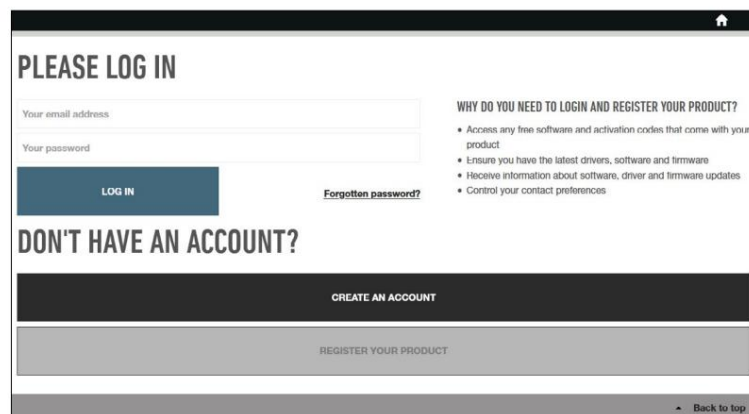 PLEASE LOG IN
Your email address
Your password
LOG IN
Forgotten password?
WHY DO YOU NEED TO LOGIN AND REGISTER YOUR PRODUCT?
• Access any free software and activation codes that come with your
product
• Ensure you have the latest drivers, software and firmware
• Receive information about software, driver and firmware updates
• Control your contact preferences
DON'T HAVE AN ACCOUNT?
CREATE AN ACCOUNT
REGISTER YOUR PRODUCT
Back to top